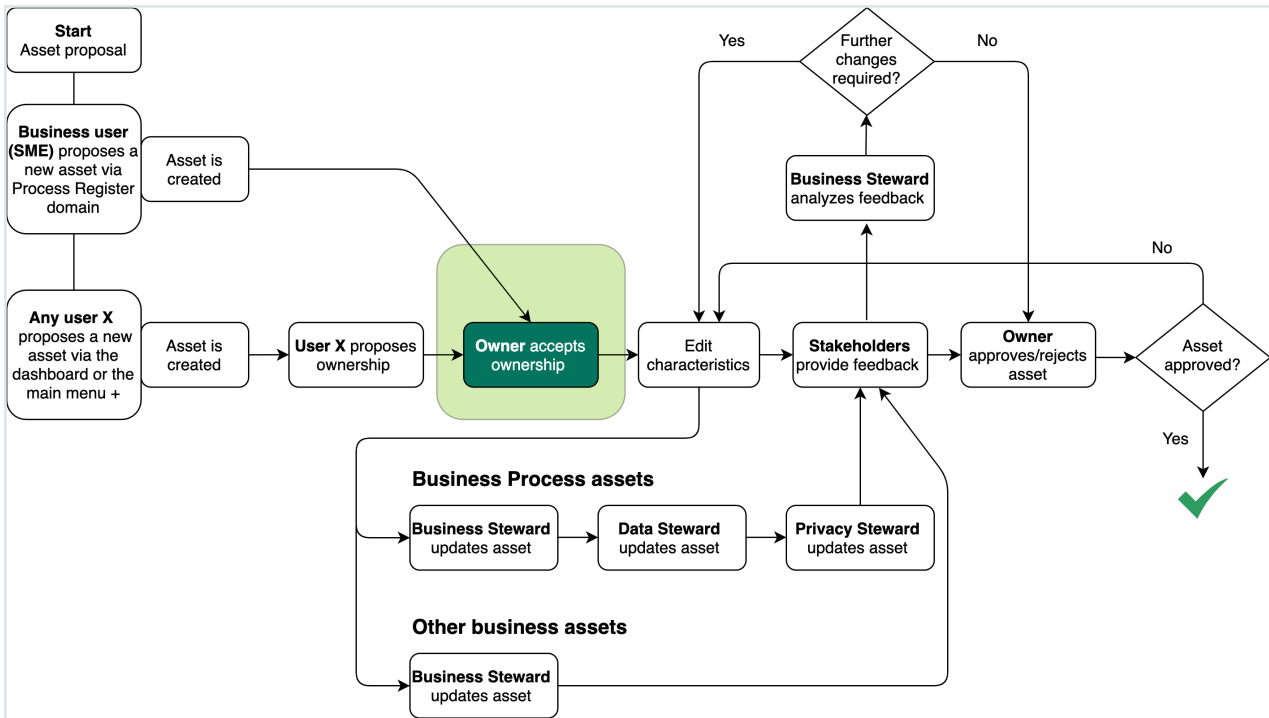 Start
Asset proposal
Business user
(SME) proposes a
new asset via
Process Register
domain
Asset is
created
Any user X
proposes a new
asset via the
dashboard or the
main menu +
Asset is
created
User X proposes
ownership
Owner accepts
ownership
Edit
characteristics
Stakeholders
provide feedback
Owner
approves/rejects
asset
Asset
approved?
Yes
No
Business Steward
analyzes feedback
Further
changes
required?
Yes
No
Business Process assets
Business Steward
updates asset
Data Steward
updates asset
Privacy Steward
updates asset
Other business assets
Business Steward
updates asset